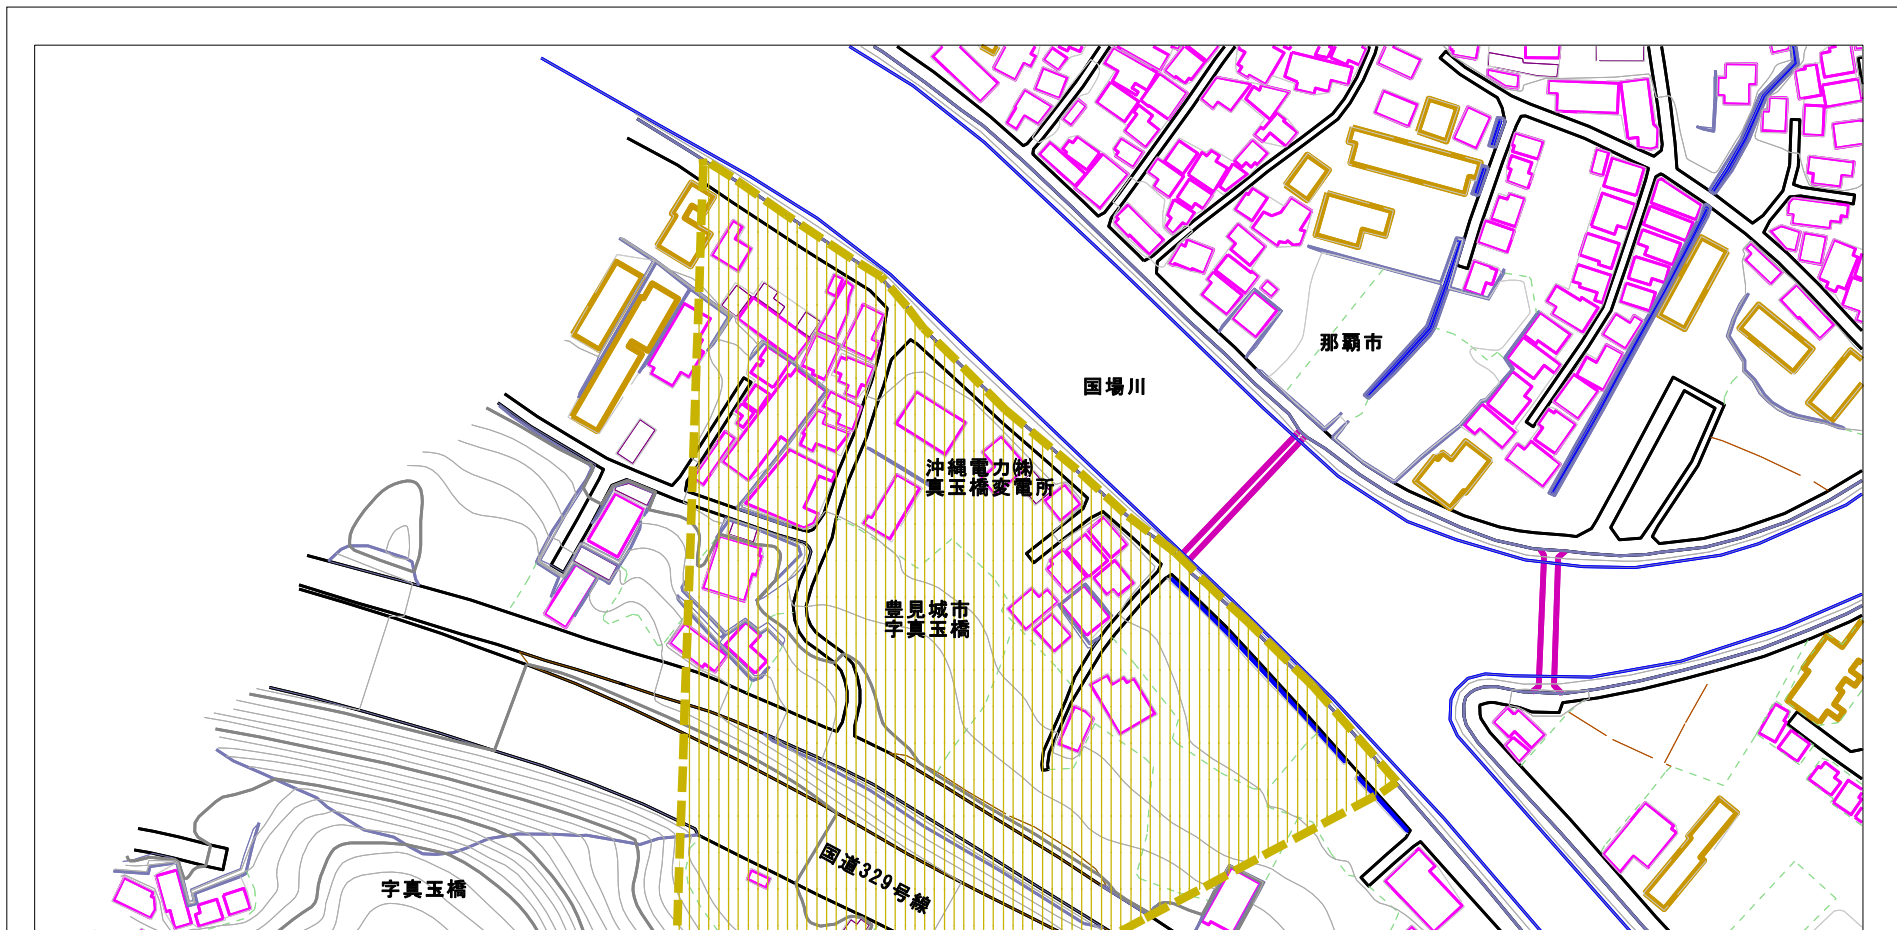 那覇市
国場川
沖縄電力㈱
真玉橋変電所
豊見城市
字真玉橋
国道329号線
字真玉橋